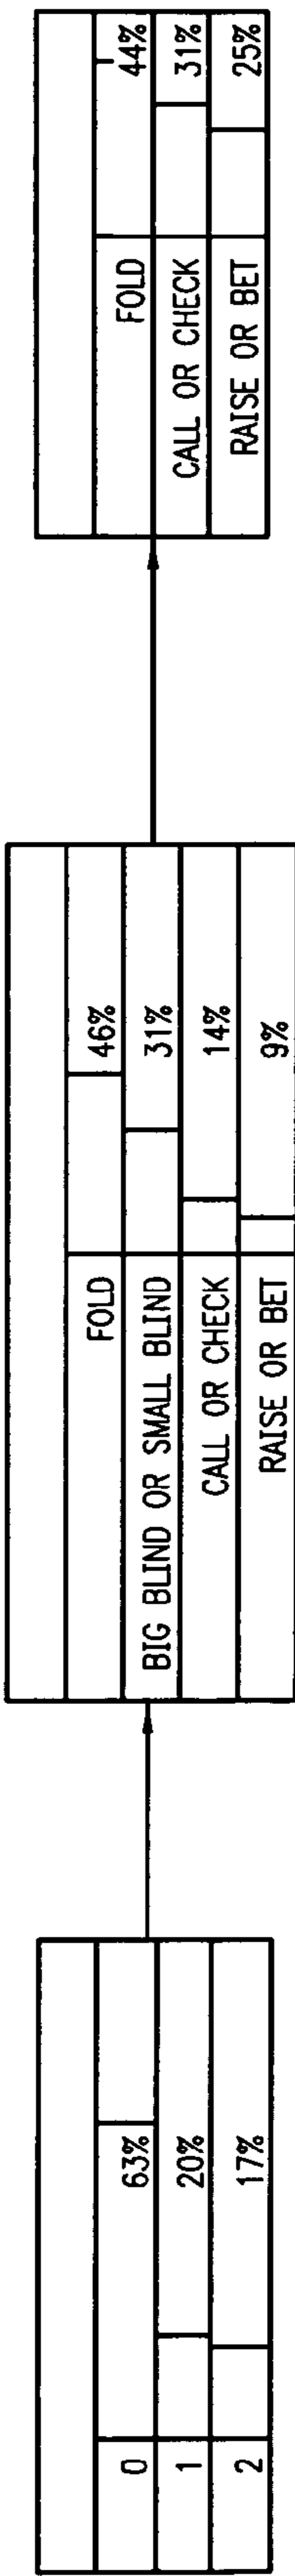 0 63%
1 20%
2 17%
FOLD 46%
BIG BLIND OR SMALL BLIND 31%
CALL OR CHECK 14%
RAISE OR BET 9%
FOLD 44%
CALL OR CHECK 31%
RAISE OR BET 25%